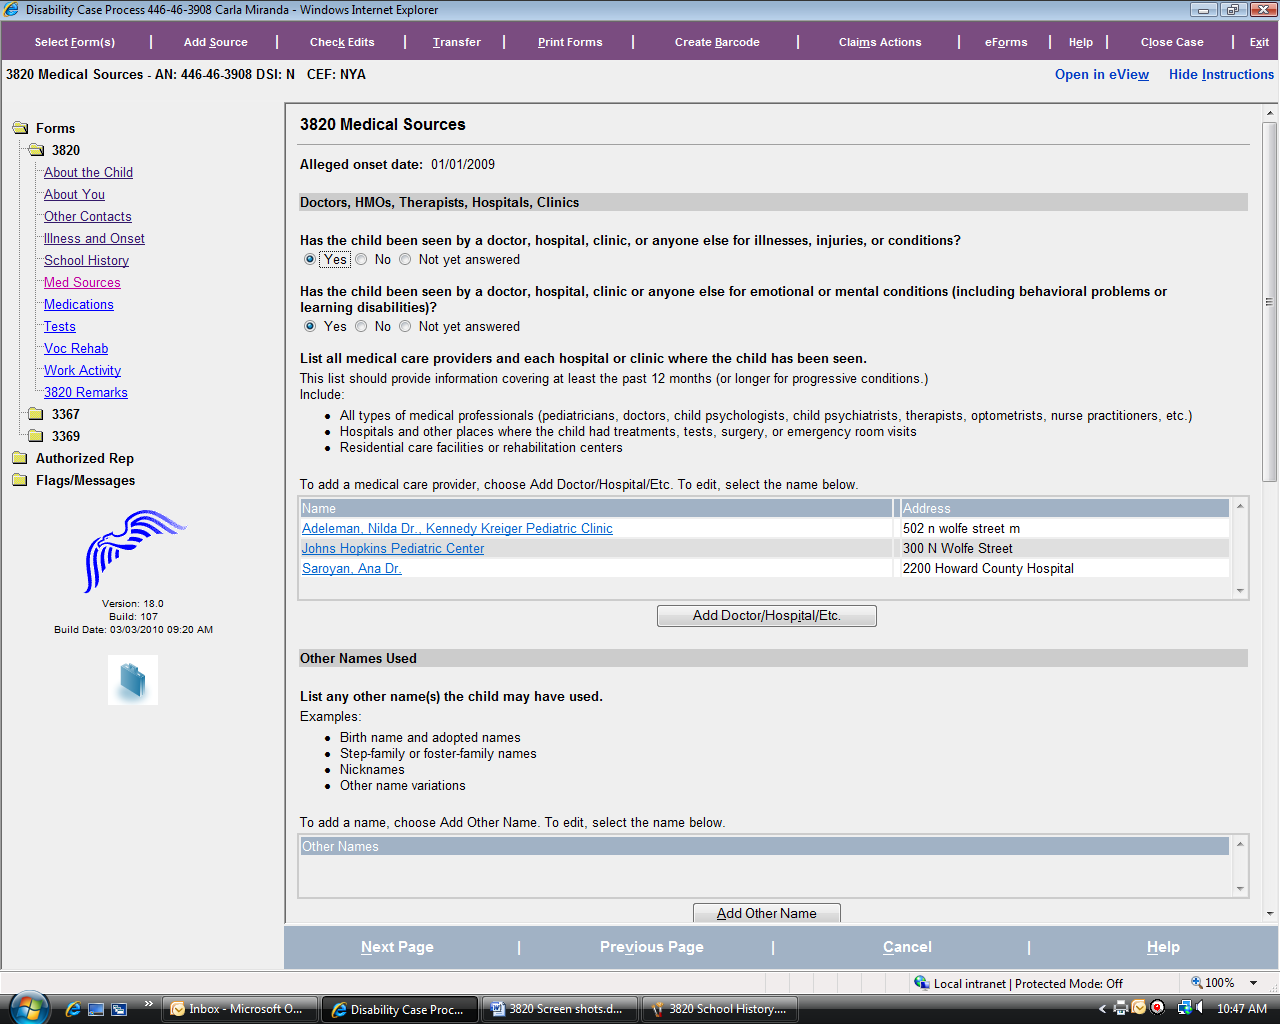 Disability Case Process 446-46-3908 Carla Miranda - Windows Internet Explorer
Select Form(s) | Add Source | Check Edits | Transfer | Print Forms | Create Barcode | Claims Actions | eForms | Help | Close Case | Exit
3820 Medical Sources - AN: 446-46-3908 DSI: N CEF: NYA
Open in eView Hide Instructions
Forms
3820
About the Child
About You
Other Contacts
Illness and Onset
School History
Med Sources
Medications
Tests
Voc Rehab
Work Activity
3820 Remarks
3367
3369
Authorized Rep
Flags/Messages
Version: 18.0
Build: 107
Build Date: 03/03/2010 09:20 AM
3820 Medical Sources
Alleged onset date: 01/01/2009
Doctors, HMOs, Therapists, Hospitals, Clinics
Has the child been seen by a doctor, hospital, clinic, or anyone else for illnesses, injuries, or conditions?
Yes No Not yet answered
Has the child been seen by a doctor, hospital, clinic or anyone else for emotional or mental conditions (including behavioral problems or
learning disabilities)?
Yes No Not yet answered
List all medical care providers and each hospital or clinic where the child has been seen.
This list should provide information covering at least the past 12 months (or longer for progressive conditions.)
Include:
• All types of medical professionals (pediatricians, doctors, child psychologists, child psychiatrists, therapists, optometrists, nurse practitioners, etc.)
• Hospitals and other places where the child had treatments, tests, surgery, or emergency room visits
• Residential care facilities or rehabilitation centers
To add a medical care provider, choose Add Doctor/Hospital/Etc. To edit, select the name below.
Name Address
Adeleman, Nilda Dr., Kennedy Kreiger Pediatric Clinic 502 n wolfe street m
Johns Hopkins Pediatric Center 300 N Wolfe Street
Saroyan, Ana Dr. 2200 Howard County Hospital
Add Doctor/Hospital/Etc.
Other Names Used
List any other name(s) the child may have used.
Examples:
• Birth name and adopted names
• Step-family or foster-family names
• Nicknames
• Other name variations
To add a name, choose Add Other Name. To edit, select the name below.
Other Names
Add Other Name
Next Page | Previous Page | Cancel | Help
Local intranet | Protected Mode: Off 100%
» Inbox - Microsoft O... Disability Case Proc... 3820 Screen shots.d... 3820 School History.... < 10:47 AM